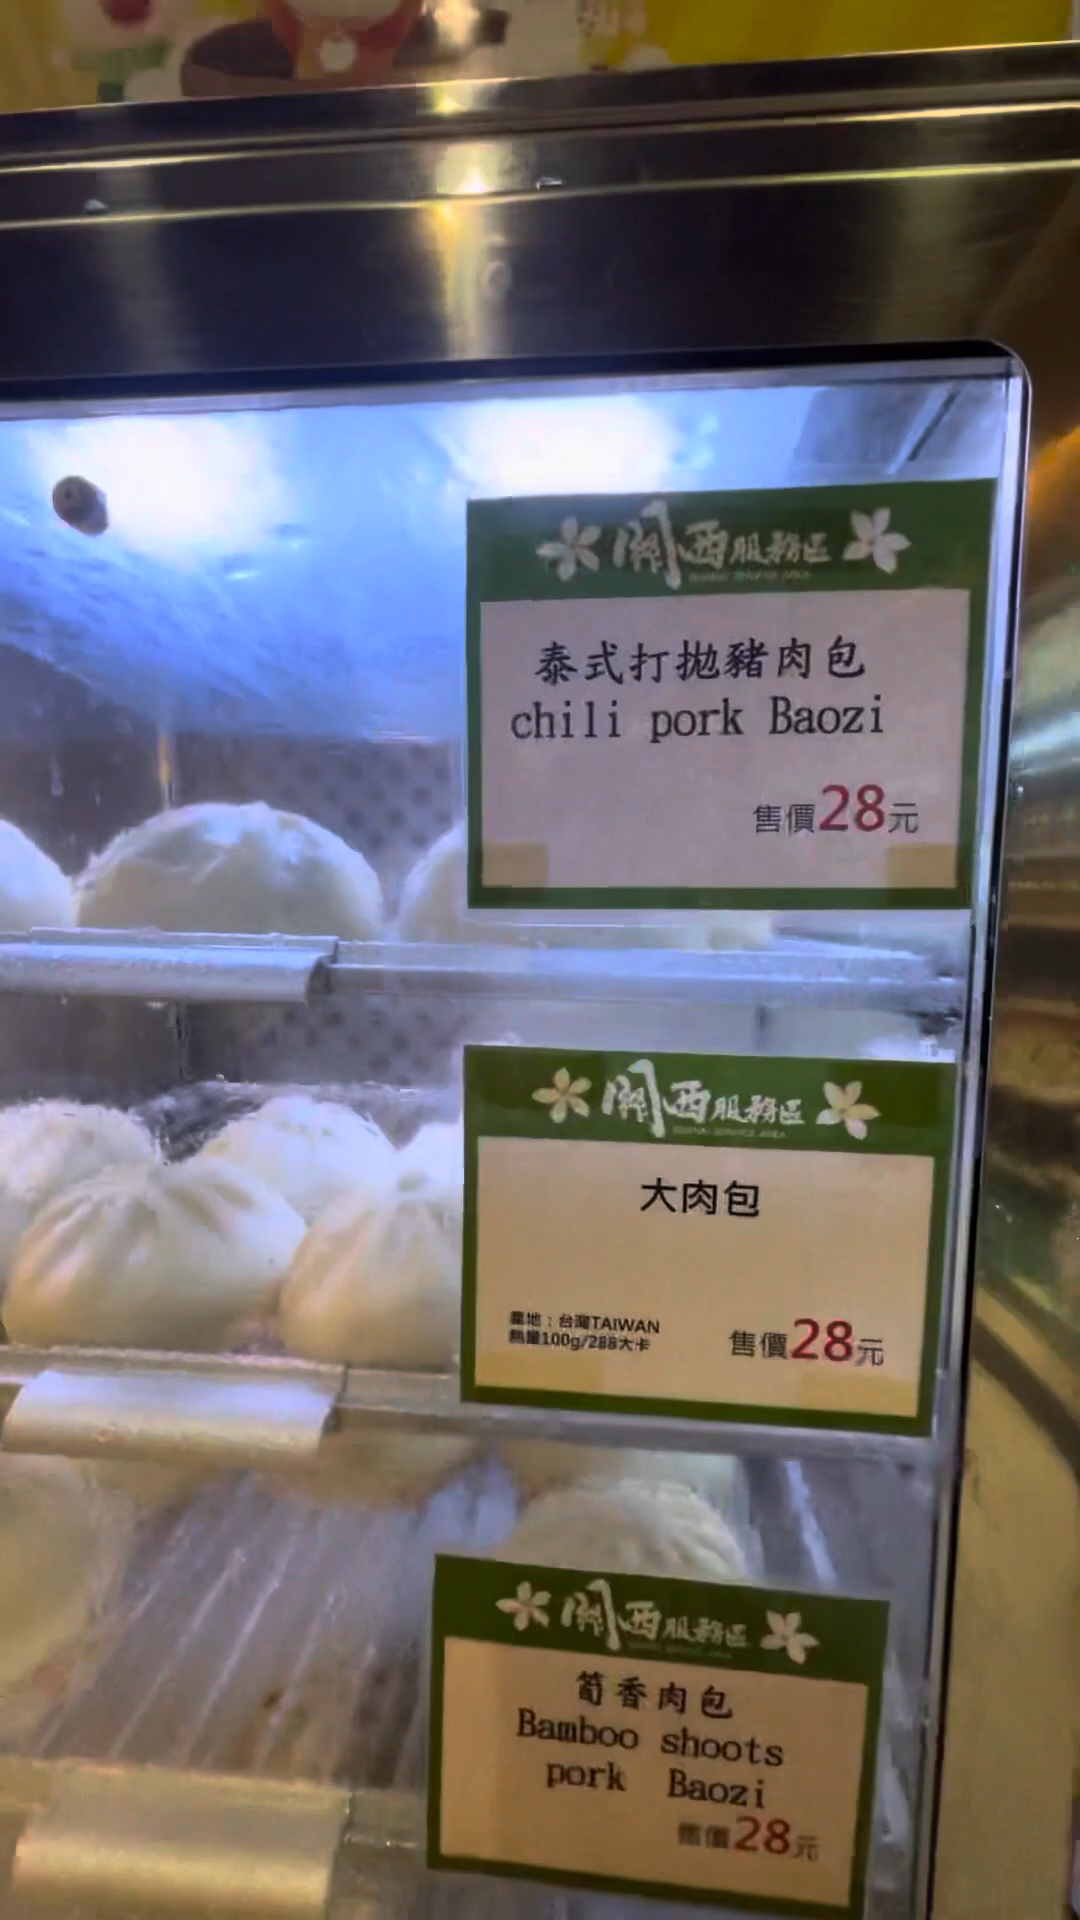 關西服務區
泰式打拋豬肉包
chili pork Baozi
售價28元
關西服務區
大肉包
產地：台灣TAIWAN
熱量100g/288大卡
售價28元
關西服務區
筍香肉包
Bamboo shoots
pork Baozi
售價28元